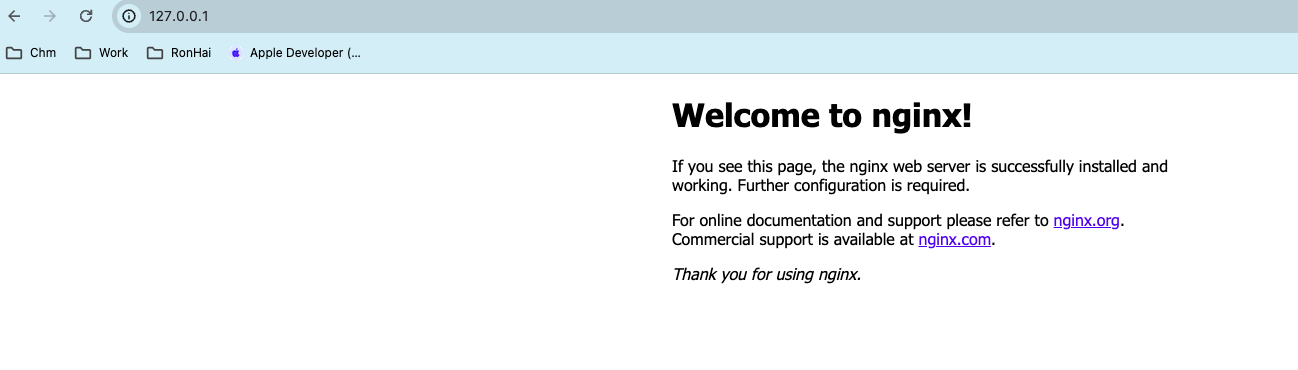 127.0.0.1
Chm Work RonHai Apple Developer (...
Welcome to nginx!
If you see this page, the nginx web server is successfully installed and
working. Further configuration is required.
For online documentation and support please refer to nginx.org.
Commercial support is available at nginx.com.
Thank you for using nginx.